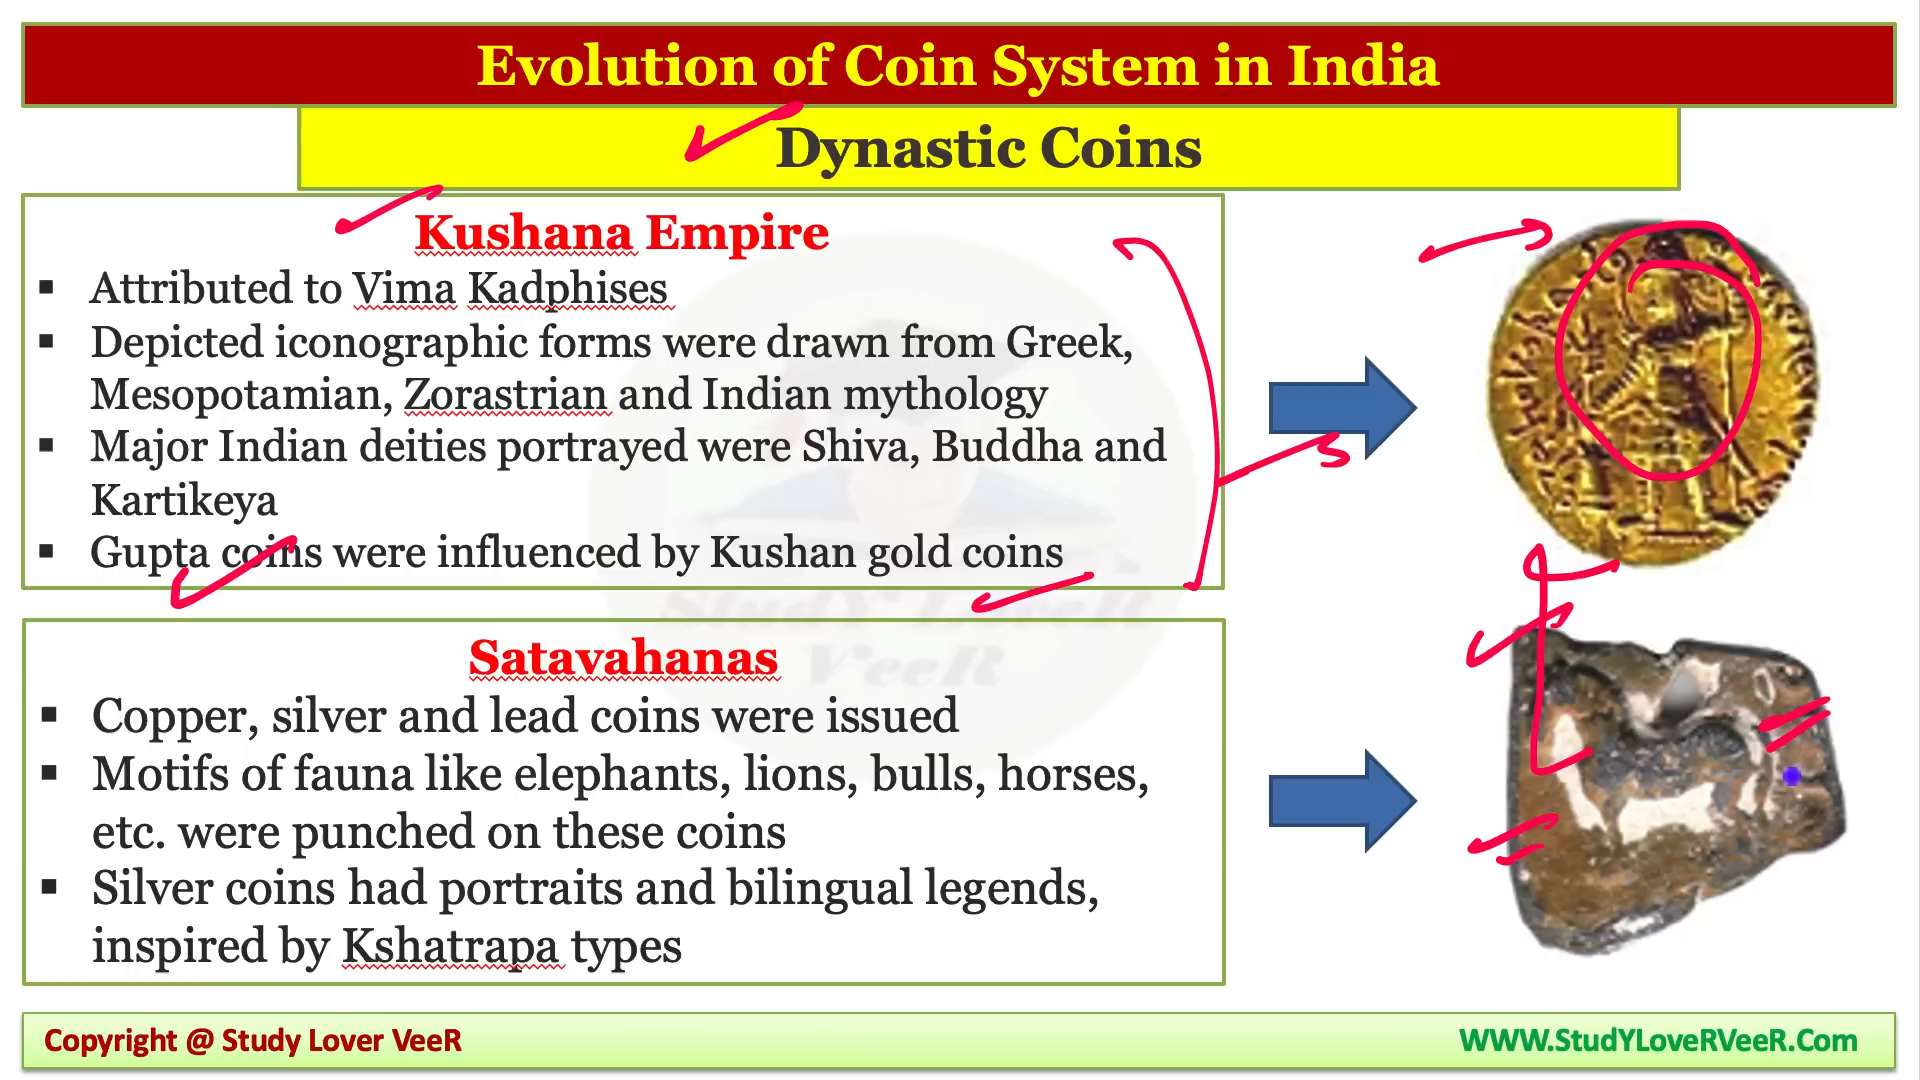 Evolution of Coin System in India
Dynastic Coins
Kushana Empire
▪ Attributed to Vima Kadphises
▪ Depicted iconographic forms were drawn from Greek,
Mesopotamian, Zorastrian and Indian mythology
▪ Major Indian deities portrayed were Shiva, Buddha and
Kartikeya
▪ Gupta coins were influenced by Kushan gold coins
StudY LoveR
VeeR
Satavahanas
▪ Copper, silver and lead coins were issued
▪ Motifs of fauna like elephants, lions, bulls, horses,
etc. were punched on these coins
▪ Silver coins had portraits and bilingual legends,
inspired by Kshatrapa types
Copyright @ Study Lover VeeR
WWW.StudYLoveRVeeR.Com